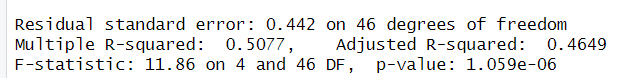 Residual standard error: 0.442 on 46 degrees of freedom
Multiple R-squared:  0.5077,    Adjusted R-squared:  0.4649
F-statistic: 11.86 on 4 and 46 DF,  p-value: 1.059e-06